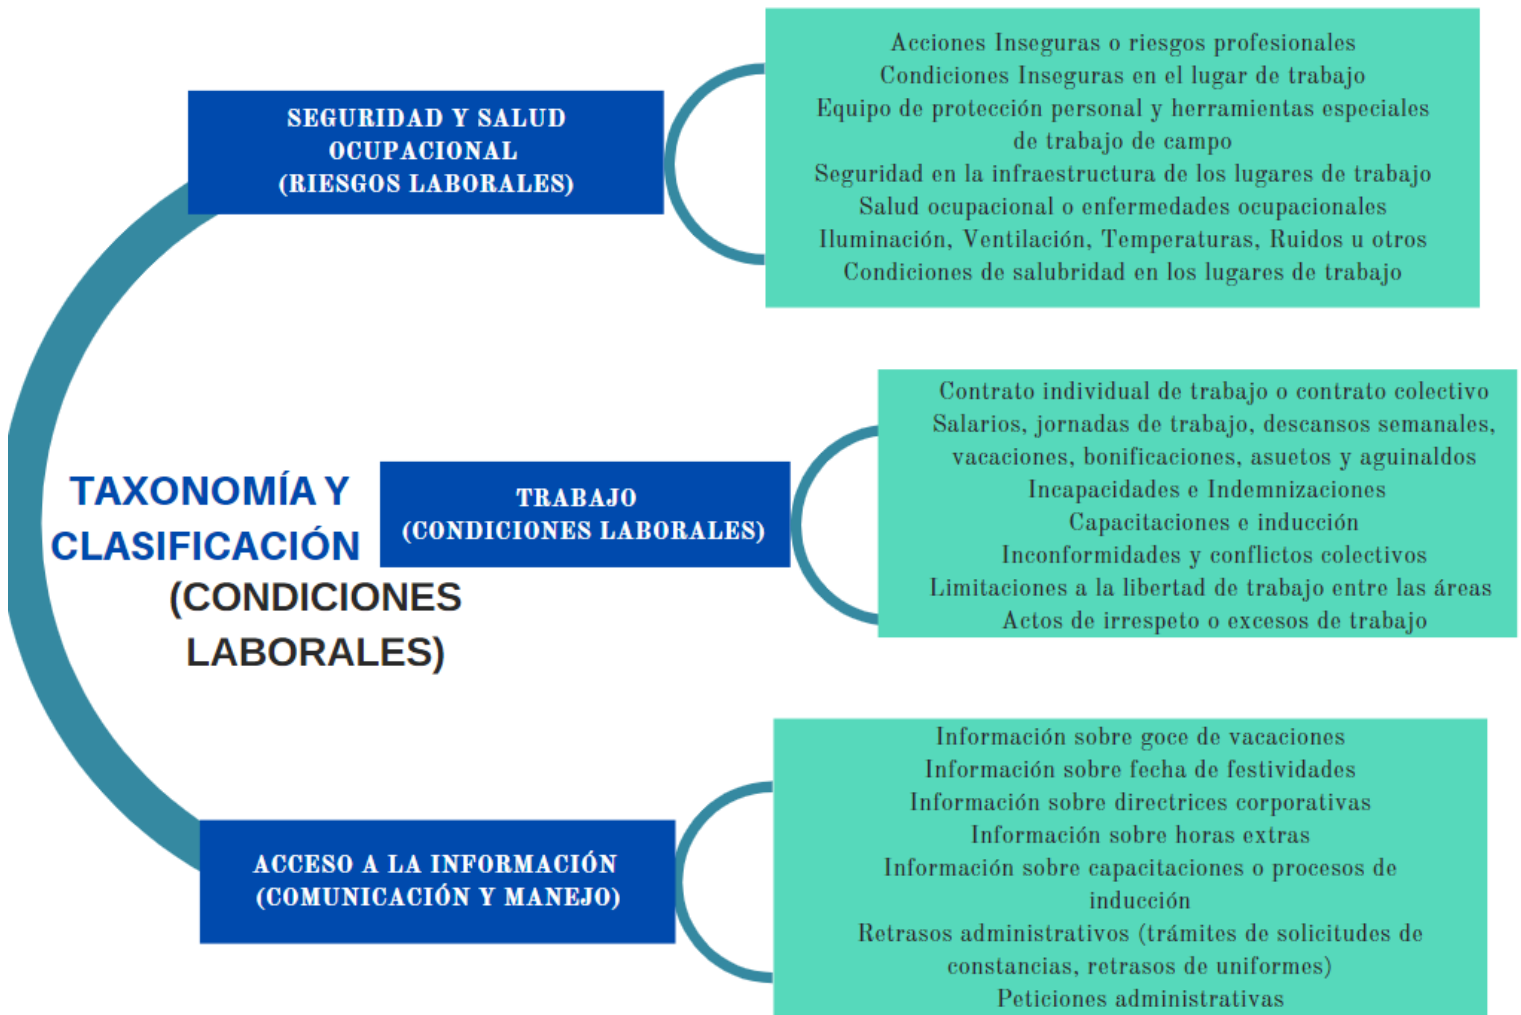 TAXONOMÍA Y
CLASIFICACIÓN
(CONDICIONES
LABORALES)
SEGURIDAD Y SALUD
OCUPACIONAL
(RIESGOS LABORALES)
Acciones Inseguras o riesgos profesionales
Condiciones Inseguras en el lugar de trabajo
Equipo de protección personal y herramientas especiales
de trabajo de campo
Seguridad en la infraestructura de los lugares de trabajo
Salud ocupacional o enfermedades ocupacionales
Iluminación, Ventilación, Temperaturas, Ruidos u otros
Condiciones de salubridad en los lugares de trabajo
TRABAJO
(CONDICIONES LABORALES)
Contrato individual de trabajo o contrato colectivo
Salarios, jornadas de trabajo, descansos semanales,
vacaciones, bonificaciones, asuetos y aguinaldos
Incapacidades e Indemnizaciones
Capacitaciones e inducción
Inconformidades y conflictos colectivos
Limitaciones a la libertad de trabajo entre las áreas
Actos de irrespeto o excesos de trabajo
ACCESO A LA INFORMACIÓN
(COMUNICACIÓN Y MANEJO)
Información sobre goce de vacaciones
Información sobre fecha de festividades
Información sobre directrices corporativas
Información sobre horas extras
Información sobre capacitaciones o procesos de
inducción
Retrasos administrativos (trámites de solicitudes de
constancias, retrasos de uniformes)
Peticiones administrativas